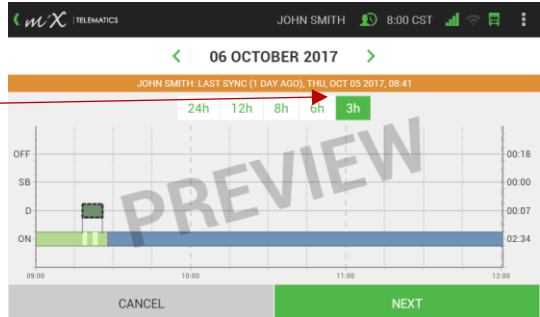 mⁱX TELEMATICS JOHN SMITH 8:00 CST
06 OCTOBER 2017
JOHN SMITH: LAST SYNC (1 DAY AGO), THU, OCT 05 2017, 08:41
24h 12h 8h 6h 3h
OFF 00:18
SB 00:00
D 00:07
ON 02:34
09:00 10:00 11:00 12:00
PREVIEW
CANCEL NEXT